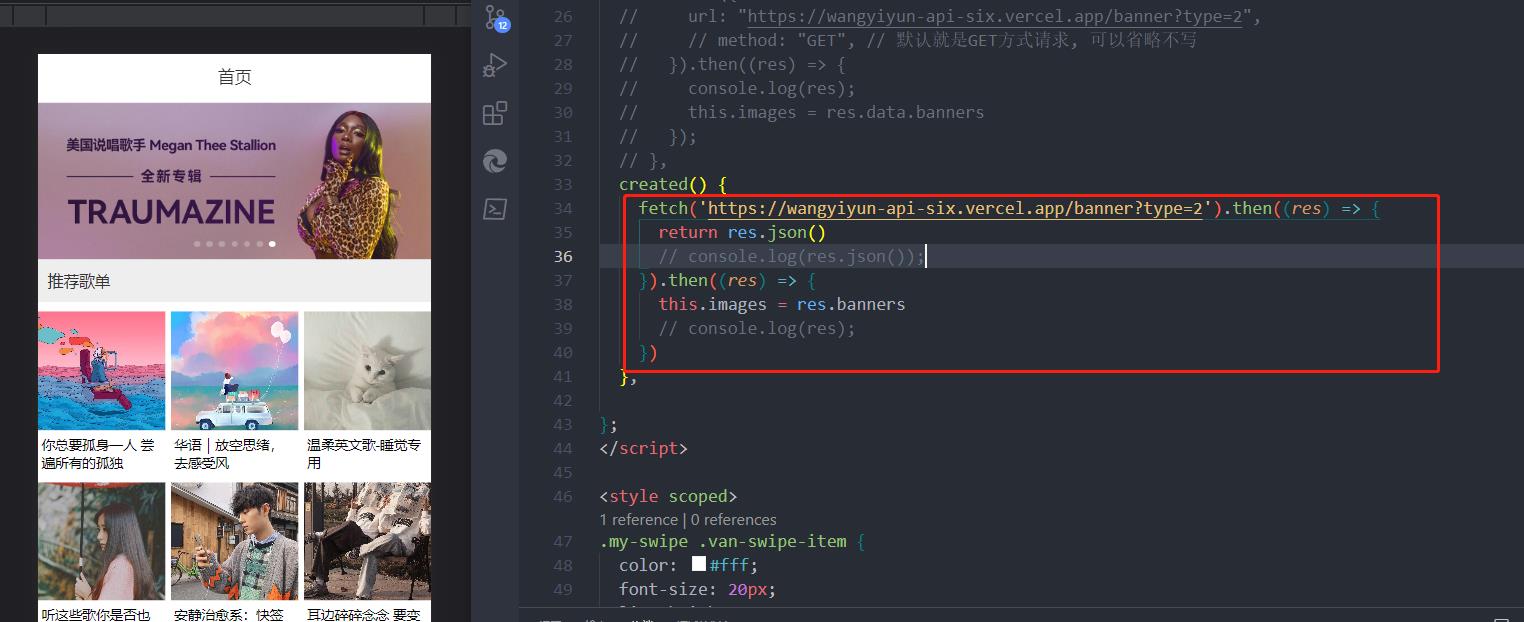 首页
美国说唱歌手 Megan Thee Stallion
全新专辑
TRAUMAZINE
推荐歌单
你总要孤身一人 尝
遍所有的孤独
华语 | 放空思绪，
去感受风
温柔英文歌-睡觉专
用
听这些歌你是否也
安静治愈系：快签
耳边碎碎念念 要变
12
26 // url: "https://wangyiyun-api-six.vercel.app/banner?type=2",
27 // // method: "GET", // 默认就是GET方式请求, 可以省略不写
28 // }).then((res) => {
29 // console.log(res);
30 // this.images = res.data.banners
31 // });
32 // },
33 created() {
34 fetch('https://wangyiyun-api-six.vercel.app/banner?type=2').then((res) => {
35 return res.json()
36 // console.log(res.json());
37 }).then((res) => {
38 this.images = res.banners
39 // console.log(res);
40 })
41 },
42
43 };
44 </script>
45
46 <style scoped>
1 reference | 0 references
47 .my-swipe .van-swipe-item {
48 color: #fff;
49 font-size: 20px;